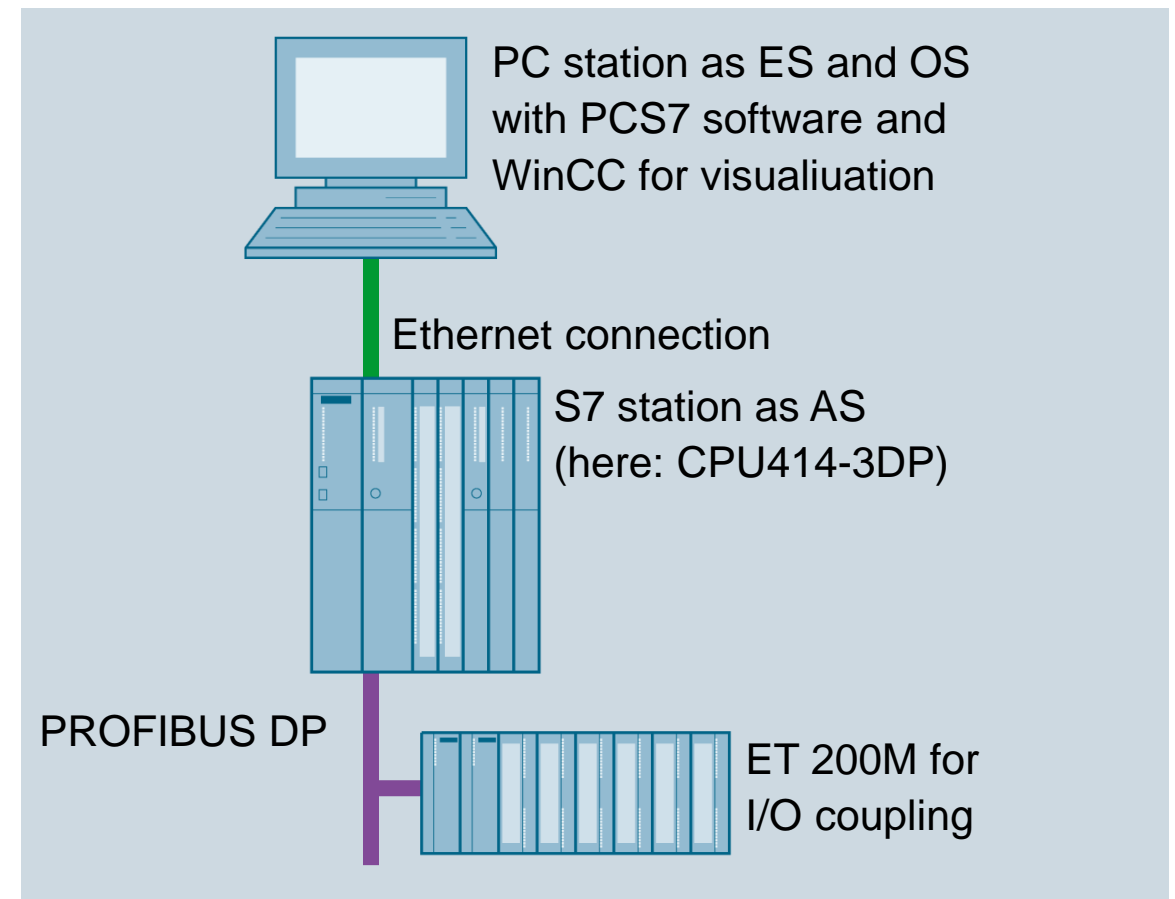 PC station as ES and OS
with PCS7 software and
WinCC for visualiuation
Ethernet connection
S7 station as AS
(here: CPU414-3DP)
PROFIBUS DP
ET 200M for
I/O coupling